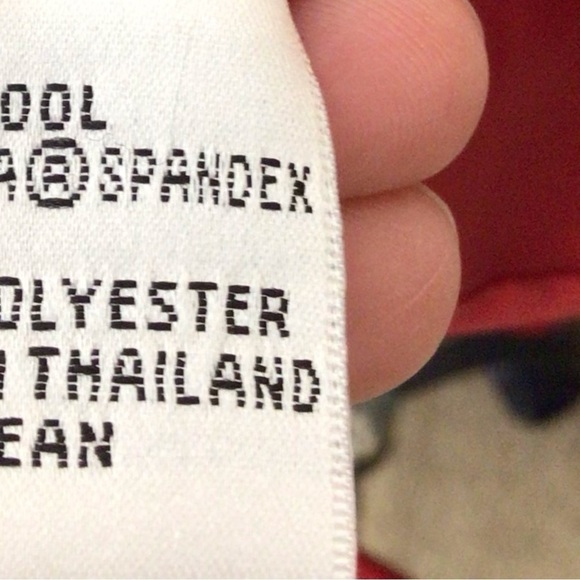 OOL
A®SPANDEX
OLYESTER
N THAILAND
EAN